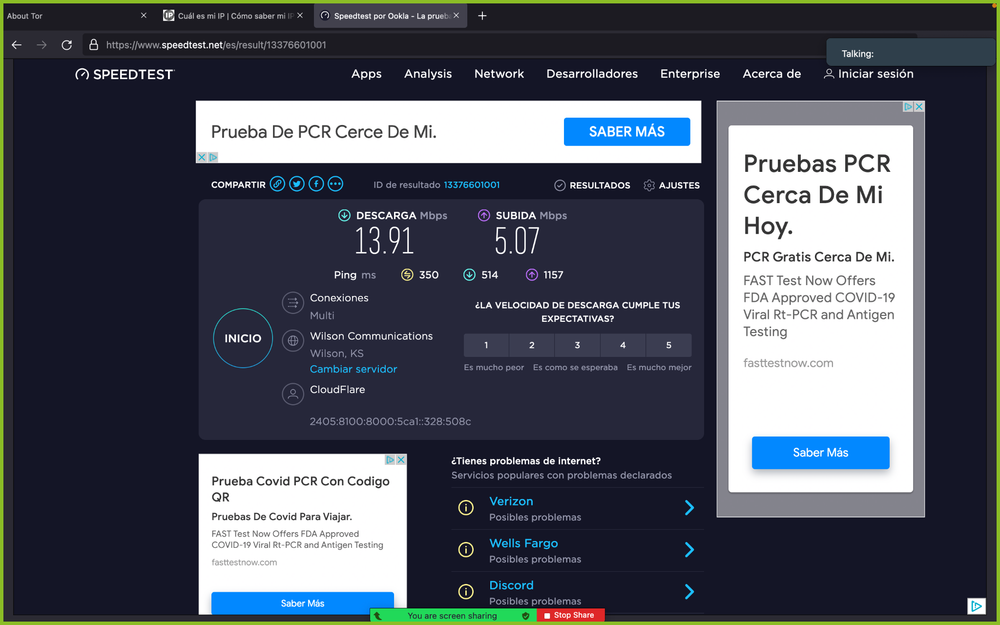 About Tor
Cuál es mi IP | Cómo saber mi IP
Speedtest por Ookla - La prueba
https://www.speedtest.net/es/result/13376601001
Talking:
SPEEDTEST
Apps
Analysis
Network
Desarrolladores
Enterprise
Acerca de
Iniciar sesión
Prueba De PCR Cerce De Mi.
SABER MÁS
COMPARTIR
ID de resultado 13376601001
RESULTADOS
AJUSTES
DESCARGA Mbps
13.91
SUBIDA Mbps
5.07
Ping ms
350
514
1157
INICIO
Conexiones
Multi
Wilson Communications
Wilson, KS
Cambiar servidor
CloudFlare
2405:8100:8000:5ca1::328:508c
¿LA VELOCIDAD DE DESCARGA CUMPLE TUS
EXPECTATIVAS?
1
2
3
4
5
Es mucho peor
Es como se esperaba
Es mucho mejor
Pruebas PCR
Cerca De Mi
Hoy.
PCR Gratis Cerca De Mi.
FAST Test Now Offers
FDA Approved COVID-19
Viral Rt-PCR and Antigen
Testing
fasttestnow.com
Saber Más
Prueba Covid PCR Con Codigo
QR
Pruebas De Covid Para Viajar.
FAST Test Now Offers FDA Approved
COVID-19 Viral Rt-PCR and Antigen Testing
fasttestnow.com
Saber Más
¿Tienes problemas de internet?
Servicios populares con problemas declarados
Verizon
Posibles problemas
Wells Fargo
Posibles problemas
Discord
Posibles problemas
You are screen sharing
Stop Share